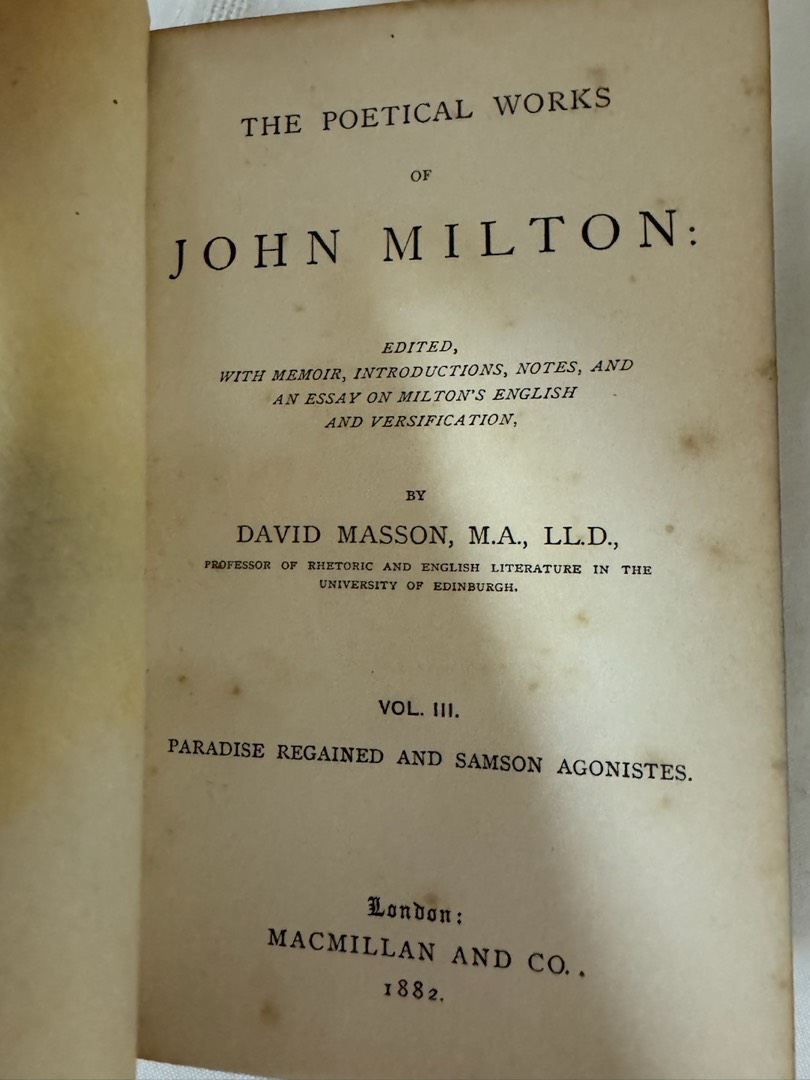 THE POETICAL WORKS
OF
JOHN MILTON:
EDITED,
WITH MEMOIR, INTRODUCTIONS, NOTES, AND
AN ESSAY ON MILTON'S ENGLISH
AND VERSIFICATION,
BY
DAVID MASSON, M.A., LL.D.,
PROFESSOR OF RHETORIC AND ENGLISH LITERATURE IN THE
UNIVERSITY OF EDINBURGH.
VOL. III.
PARADISE REGAINED AND SAMSON AGONISTES.
London:
MACMILLAN AND CO.
1882.